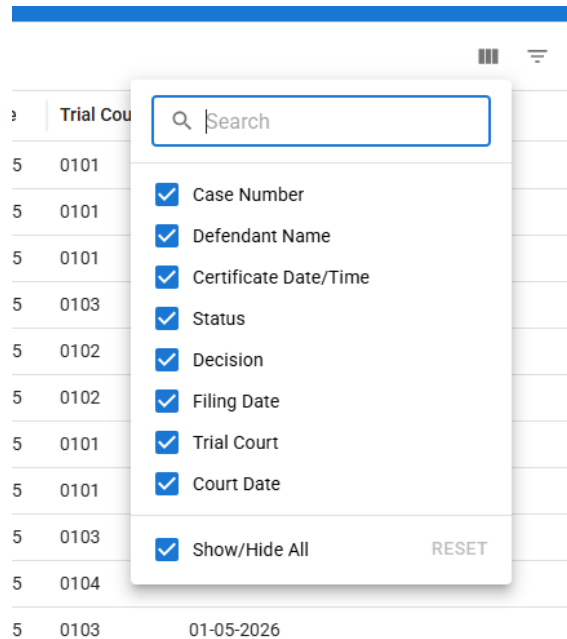 Trial Cou
Search
5 0101
Case Number
5 0101
Defendant Name
5 0101
Certificate Date/Time
5 0103
Status
5 0102
Decision
5 0102
Filing Date
5 0101
Trial Court
5 0101
Court Date
5 0103
Show/Hide All RESET
5 0104
5 0103 01-05-2026